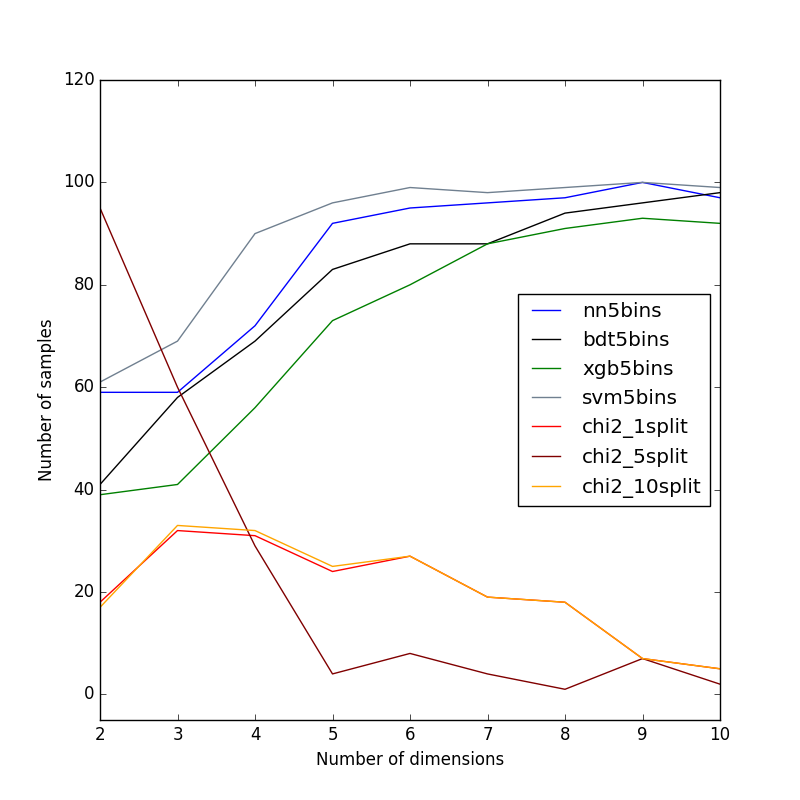 120
100
80
60
40
20
0
Number of samples
nn5bins
bdt5bins
xgb5bins
svm5bins
chi2_1split
chi2_5split
chi2_10split
2 3 4 5 6 7 8 9 10
Number of dimensions